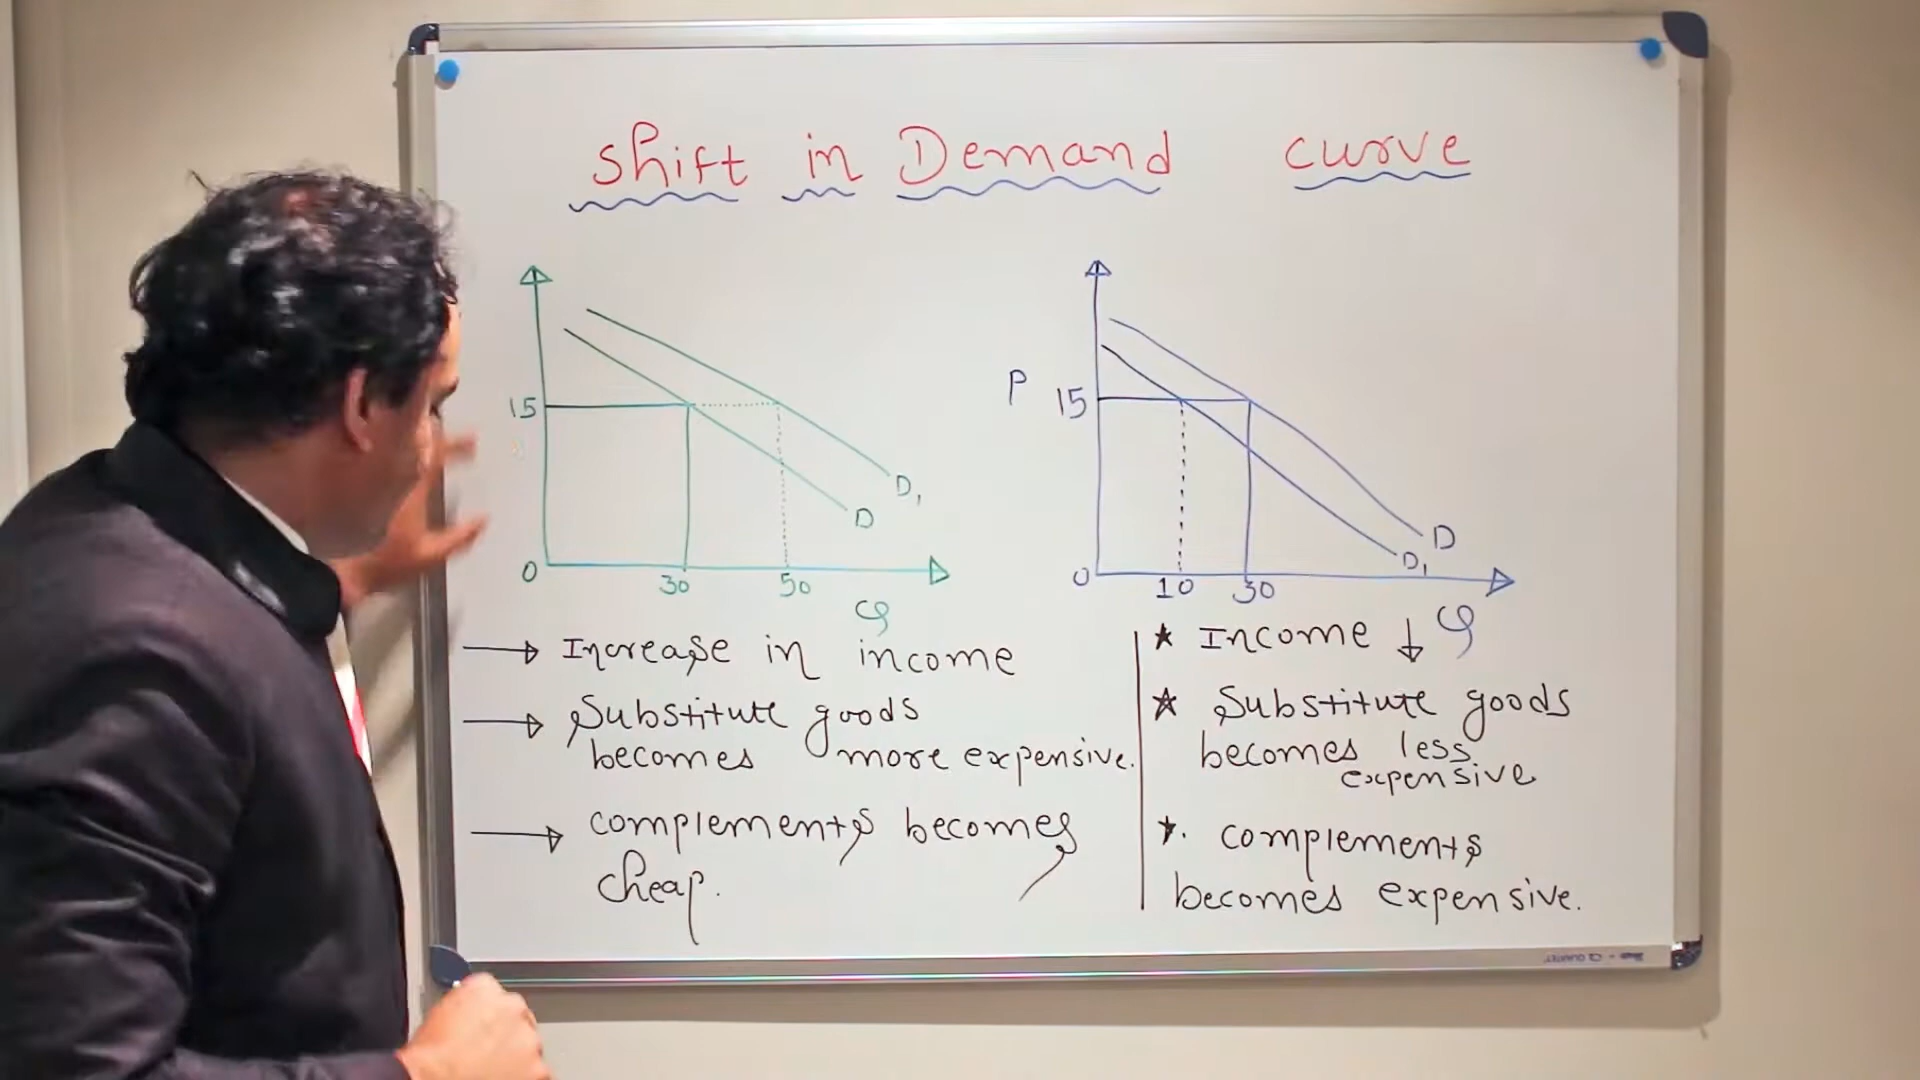 Shift in Demand curve
15
D1
D
0
30
50
Q
P
15
D
D1
0
10
30
Q
Increase in income
Substitute goods
becomes more expensive.
complements becomes
cheap.
Income ↓
Substitute goods
becomes less
expensive
complements
becomes expensive.